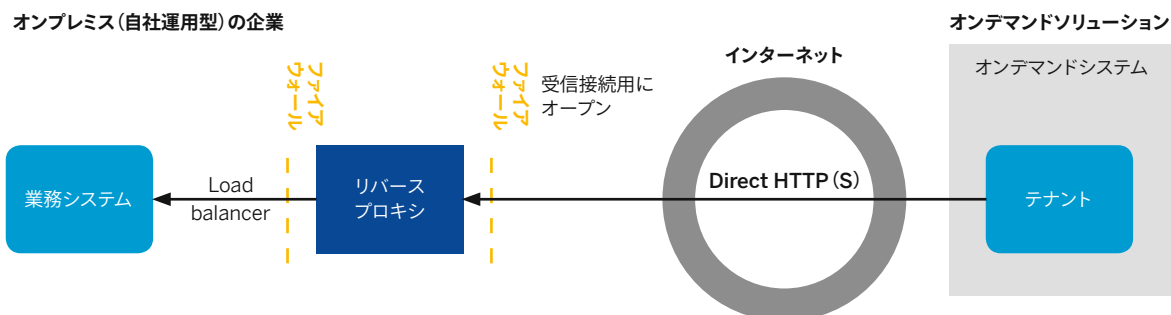 オンプレミス（自社運用型）の企業
オンデマンドソリューション
インターネット
オンデマンドシステム
ファイア
ウォール
ファイア
ウォール
受信接続用に
オープン
業務システム
Load
balancer
リバース
プロキシ
Direct HTTP（S）
テナント